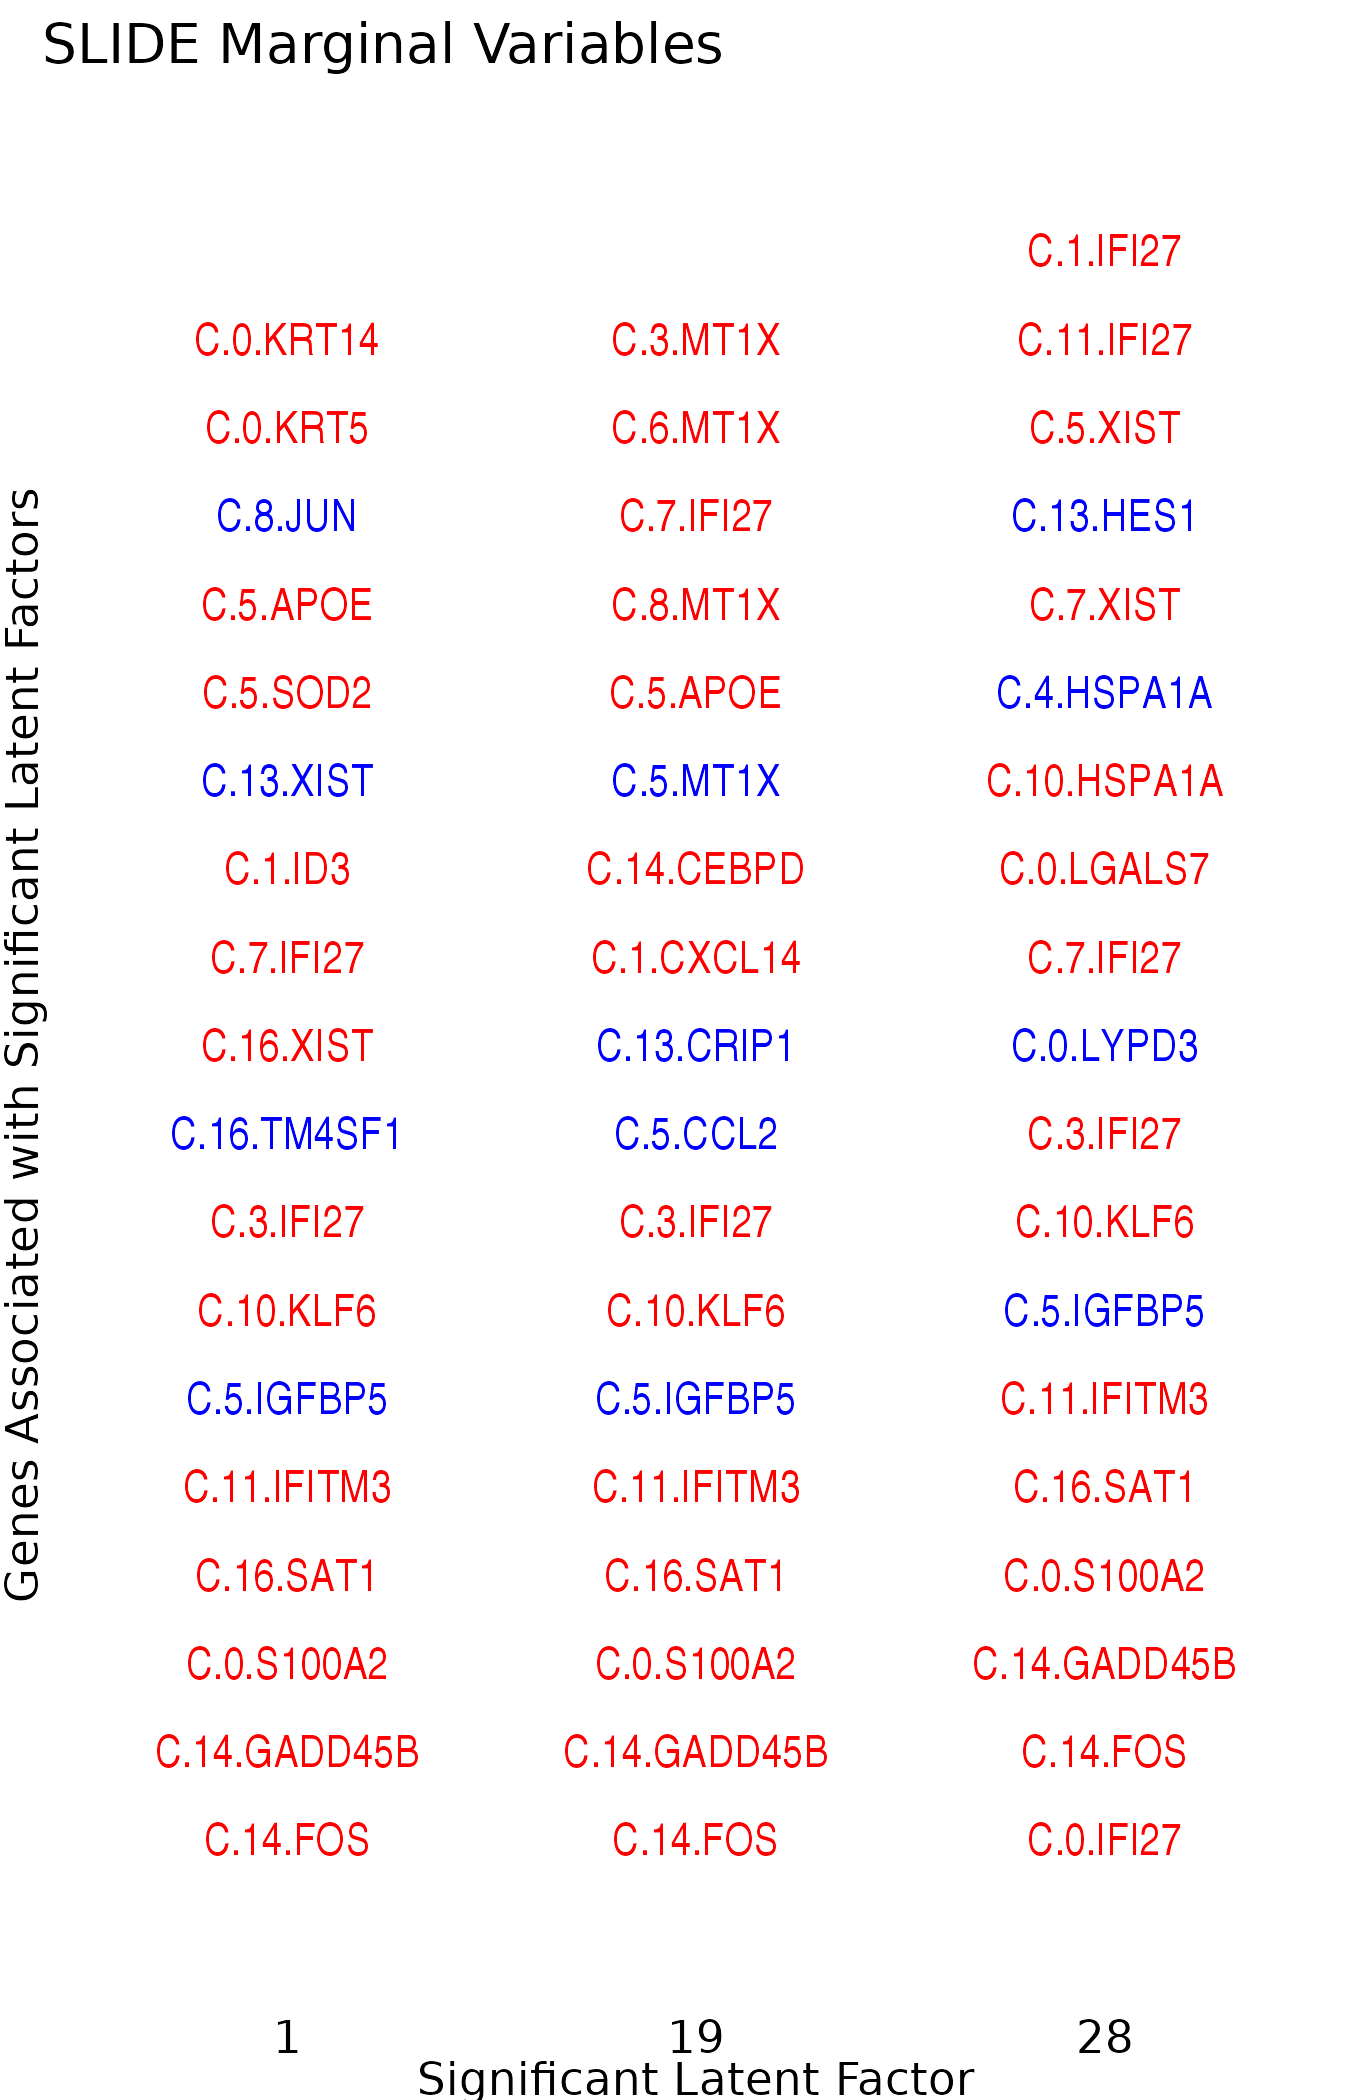 SLIDE Marginal Variables
C.1.IFI27
C.0.KRT14 C.3.MT1X C.11.IFI27
C.0.KRT5 C.6.MT1X C.5.XIST
C.8.JUN C.7.IFI27 C.13.HES1
C.5.APOE C.8.MT1X C.7.XIST
C.5.SOD2 C.5.APOE C.4.HSPA1A
C.13.XIST C.5.MT1X C.10.HSPA1A
C.1.ID3 C.14.CEBPD C.0.LGALS7
C.7.IFI27 C.1.CXCL14 C.7.IFI27
C.16.XIST C.13.CRIP1 C.0.LYPD3
C.16.TM4SF1 C.5.CCL2 C.3.IFI27
C.3.IFI27 C.3.IFI27 C.10.KLF6
C.10.KLF6 C.10.KLF6 C.5.IGFBP5
C.5.IGFBP5 C.5.IGFBP5 C.11.IFITM3
C.11.IFITM3 C.11.IFITM3 C.16.SAT1
C.16.SAT1 C.16.SAT1 C.0.S100A2
C.0.S100A2 C.0.S100A2 C.14.GADD45B
C.14.GADD45B C.14.GADD45B C.14.FOS
C.14.FOS C.14.FOS C.0.IFI27
Genes Associated with Significant Latent Factors
1 19 28
Significant Latent Factor